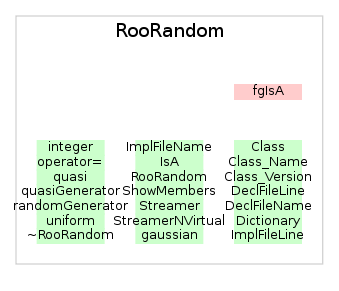 RooRandom
fgIsA
integer
operator=
quasi
quasiGenerator
randomGenerator
uniform
~RooRandom
ImplFileName
IsA
RooRandom
ShowMembers
Streamer
StreamerNVirtual
gaussian
Class
Class_Name
Class_Version
DeclFileLine
DeclFileName
Dictionary
ImplFileLine